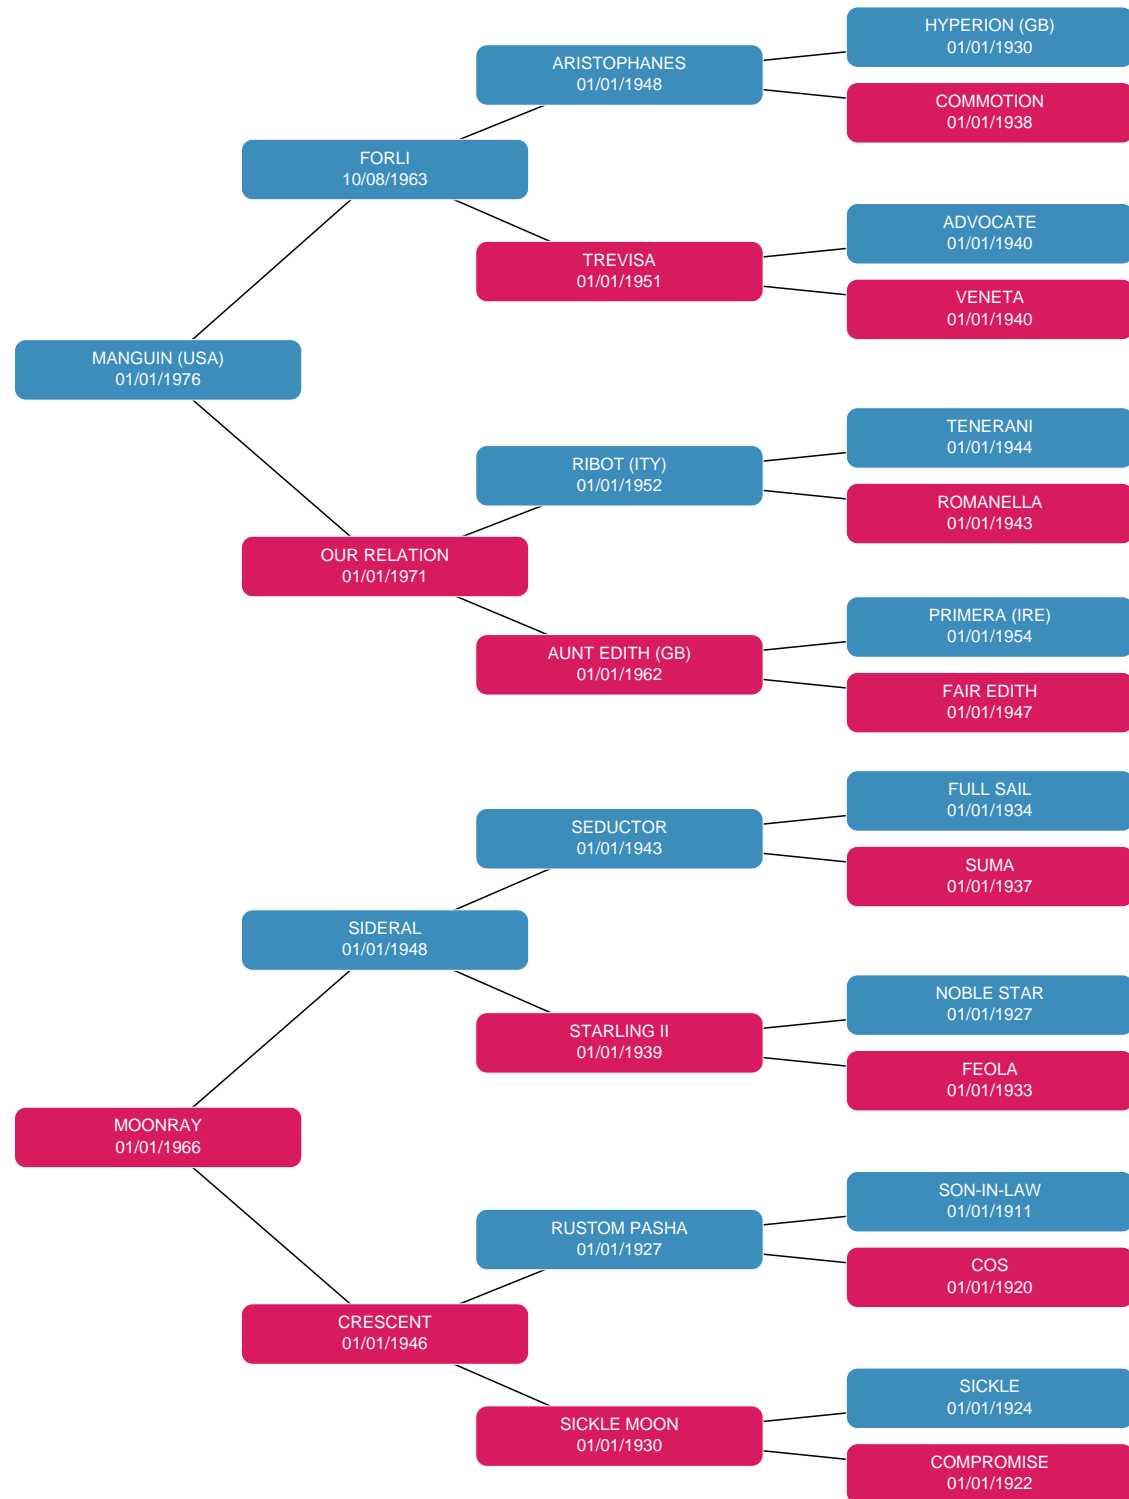 HYPERION (GB)
01/01/1930
ARISTOPHANES
01/01/1948
COMMOTION
01/01/1938
FORLI
10/08/1963
ADVOCATE
01/01/1940
TREVISA
01/01/1951
VENETA
01/01/1940
MANGUIN (USA)
01/01/1976
TENERANI
01/01/1944
RIBOT (ITY)
01/01/1952
ROMANELLA
01/01/1943
OUR RELATION
01/01/1971
PRIMERA (IRE)
01/01/1954
AUNT EDITH (GB)
01/01/1962
FAIR EDITH
01/01/1947
FULL SAIL
01/01/1934
SEDUCTOR
01/01/1943
SUMA
01/01/1937
SIDERAL
01/01/1948
NOBLE STAR
01/01/1927
STARLING II
01/01/1939
FEOLA
01/01/1933
MOONRAY
01/01/1966
SON-IN-LAW
01/01/1911
RUSTOM PASHA
01/01/1927
COS
01/01/1920
CRESCENT
01/01/1946
SICKLE
01/01/1924
SICKLE MOON
01/01/1930
COMPROMISE
01/01/1922